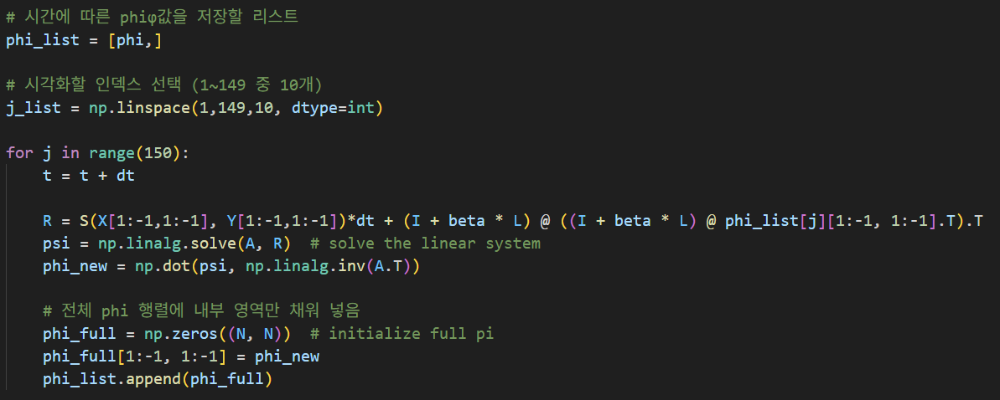 # 시간에 따른 phiφ값을 저장할 리스트
phi_list = [phi,]
# 시각화할 인덱스 선택 (1~149 중 10개)
j_list = np.linspace(1,149,10, dtype=int)
for j in range(150):
t = t + dt
R = S(X[1:-1,1:-1], Y[1:-1,1:-1])*dt + (I + beta * L) @ ((I + beta * L) @ phi_list[j][1:-1, 1:-1].T).T
psi = np.linalg.solve(A, R)  # solve the linear system
phi_new = np.dot(psi, np.linalg.inv(A.T))
# 전체 phi 행렬에 내부 영역만 채워 넣음
phi_full = np.zeros((N, N))  # initialize full pi
phi_full[1:-1, 1:-1] = phi_new
phi_list.append(phi_full)